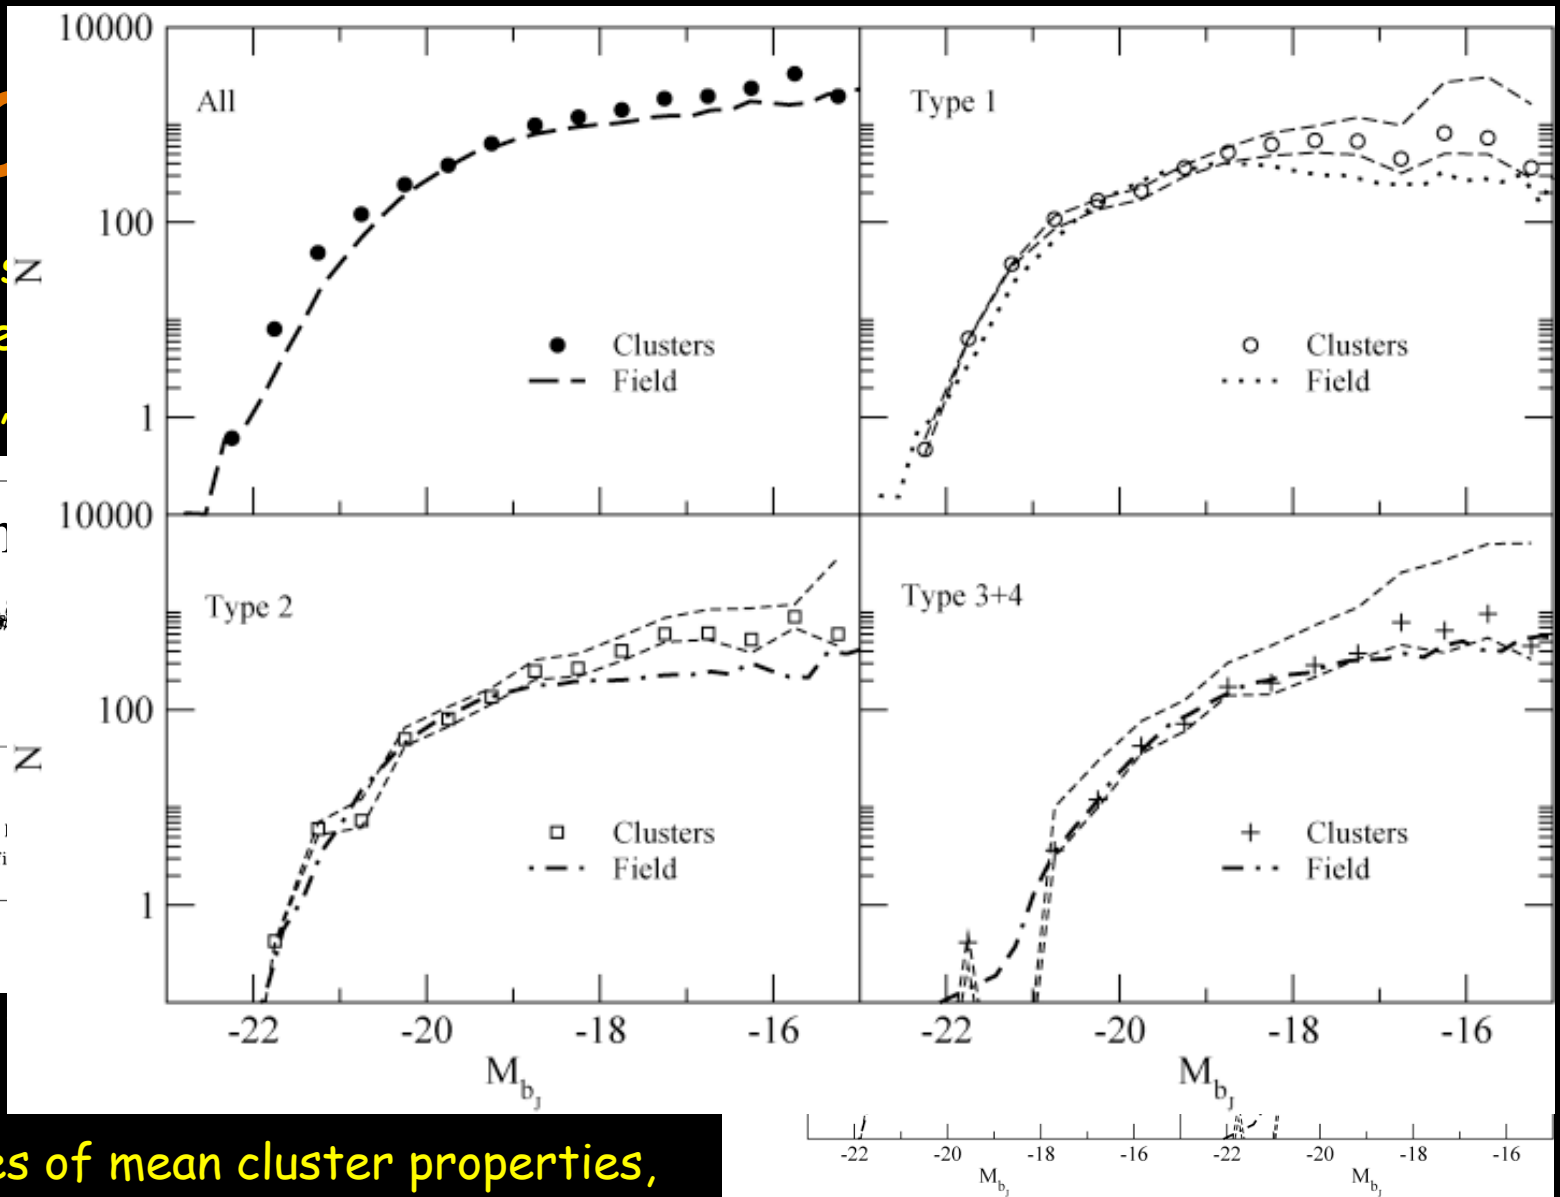 10000
All
Type 1
100
N
Clusters
Field
Clusters
Field
1
10000
Type 2
Type 3+4
100
N
Clusters
Field
Clusters
Field
1
-22 -20 -18 -16 -22 -20 -18 -16
M bJ M bJ
es of mean cluster properties,
-22 -20 -18 -16 -22 -20 -18 -16
M bJ M bJ